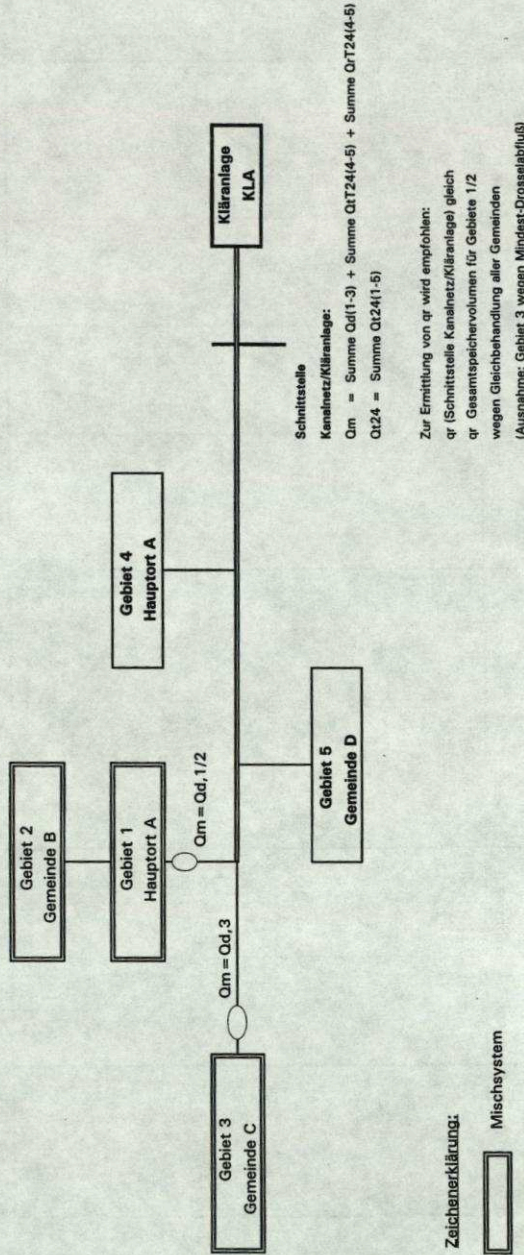 Gebiet 2
Gemeinde B
Gebiet 1
Hauptort A
Qm = Qd,1/2
Gebiet 3
Gemeinde C
Qm = Qd,3
Gebiet 4
Hauptort A
Gebiet 5
Gemeinde D
Kläranlage
KLA
Schnittstelle
Kanalnetz/Kläranlage:
Qm = Summe Qd(1-3) + Summe QtT24(4-5) + Summe QrT24(4-5)
Qt24 = Summe Qt24(1-5)
Zur Ermittlung von qr wird empfohlen:
qr (Schnittstelle Kanalnetz/Kläranlage) gleich
qr Gesamtspeichervolumen für Gebiete 1/2
wegen Gleichbehandlung aller Gemeinden
(Ausnahme: Gebiet 3 wegen Mindest-Drosselabfluß)
Zeichenerklärung:
Mischsystem